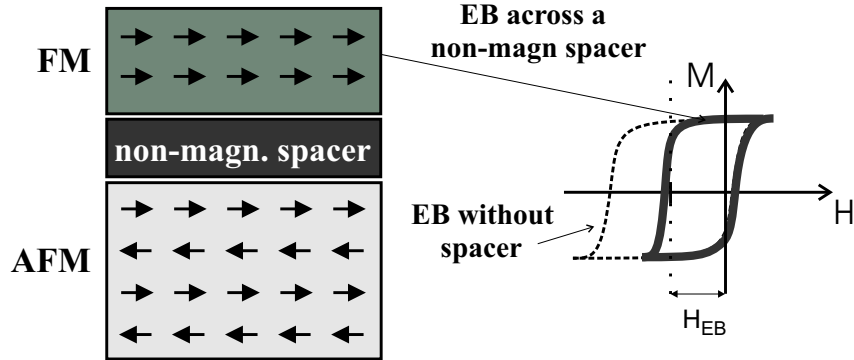 FM
non-magn. spacer
AFM
EB across a
non-magn spacer
M
H
EB without
spacer
H_EB